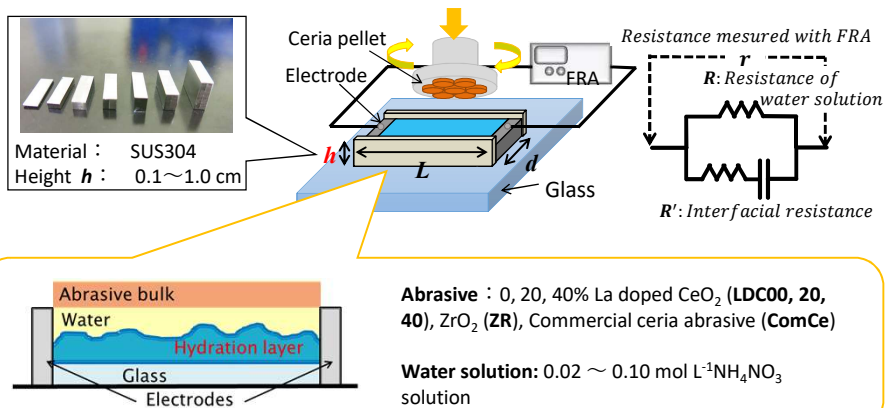 Ceria pellet
Electrode
FRA
Resistance mesured with FRA
r
R: Resistance of
water solution
R′: Interfacial resistance
Material : SUS304
Height h : 0.1~1.0 cm
h
L
d
Glass
Abrasive bulk
Water
Hydration layer
Glass
Electrodes
Abrasive : 0, 20, 40% La doped CeO₂ (LDC00, 20,
40), ZrO₂ (ZR), Commercial ceria abrasive (ComCe)
Water solution: 0.02 ~ 0.10 mol L⁻¹NH₄NO₃
solution